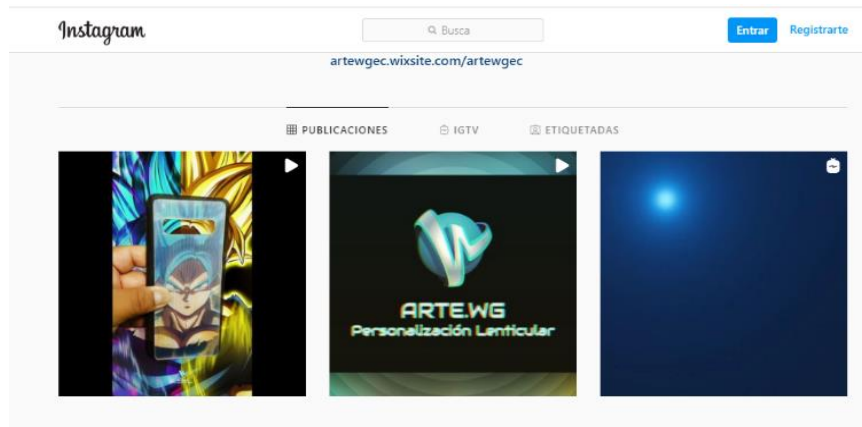 Instagram
Busca
Entrar
Registrarte
artewgec.wixsite.com/artewgec
PUBLICACIONES
IGTV
ETIQUETADAS
ARTE.WG
Personalización Lenticular